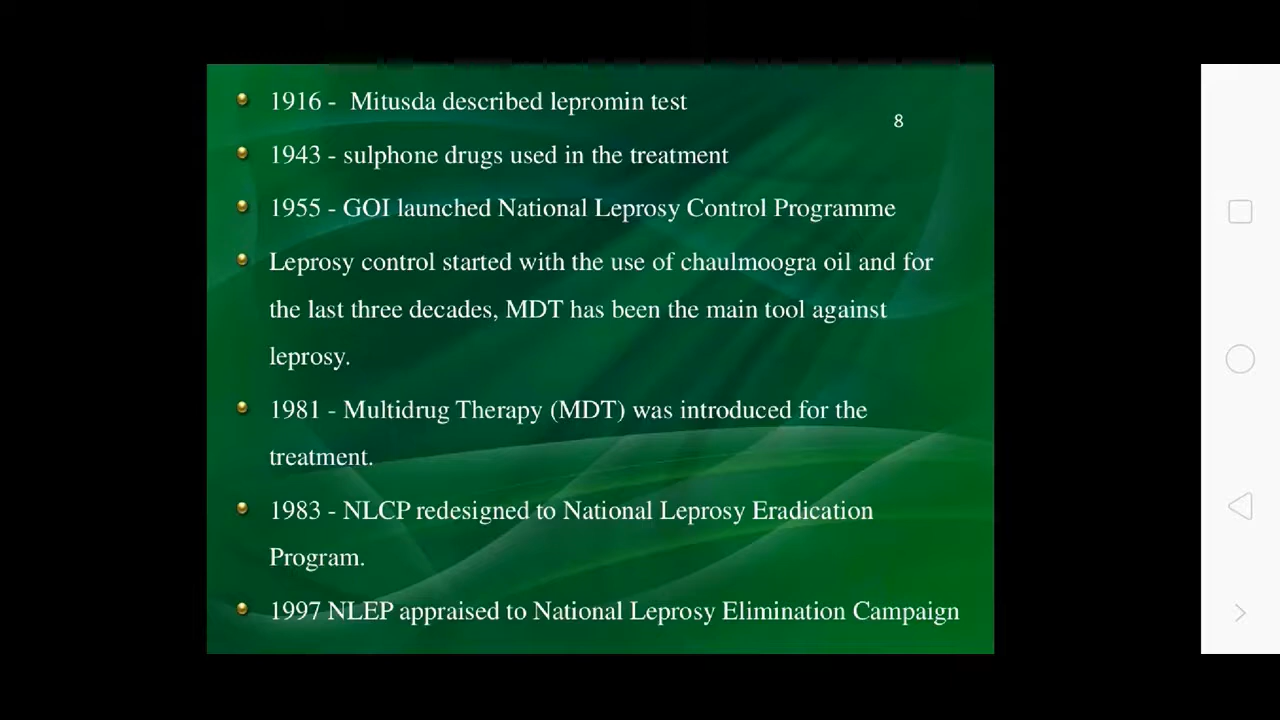 1916 -  Mitusda described lepromin test
8
1943 - sulphone drugs used in the treatment
1955 - GOI launched National Leprosy Control Programme
Leprosy control started with the use of chaulmoogra oil and for
the last three decades, MDT has been the main tool against
leprosy.
1981 - Multidrug Therapy (MDT) was introduced for the
treatment.
1983 - NLCP redesigned to National Leprosy Eradication
Program.
1997 NLEP appraised to National Leprosy Elimination Campaign